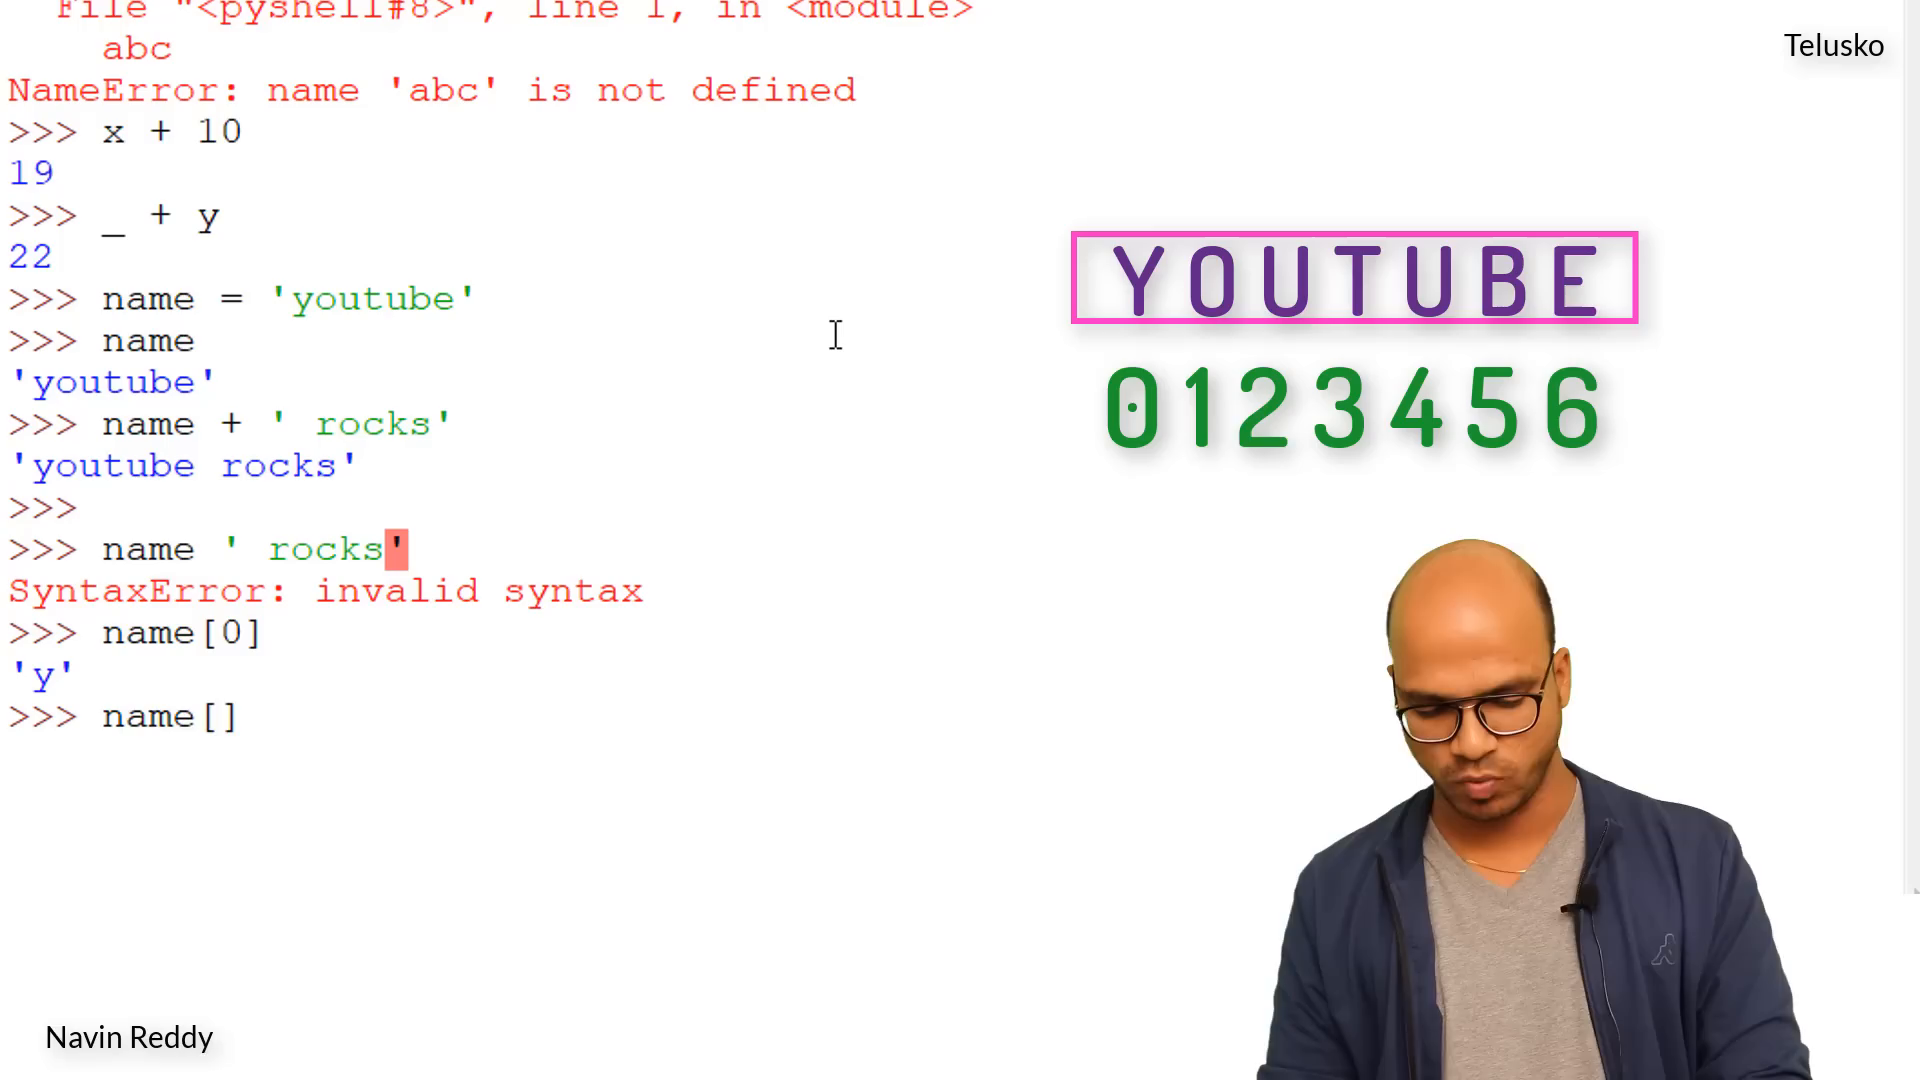 File "<pyshell#8>", line 1, in <module>
abc
NameError: name 'abc' is not defined
>>> x + 10
19
>>> _ + y
22
>>> name = 'youtube'
>>> name
'youtube'
>>> name + ' rocks'
'youtube rocks'
>>>
>>> name ' rocks'
SyntaxError: invalid syntax
>>> name[0]
'y'
>>> name[]
Telusko
YOUTUBE
0123456
Navin Reddy